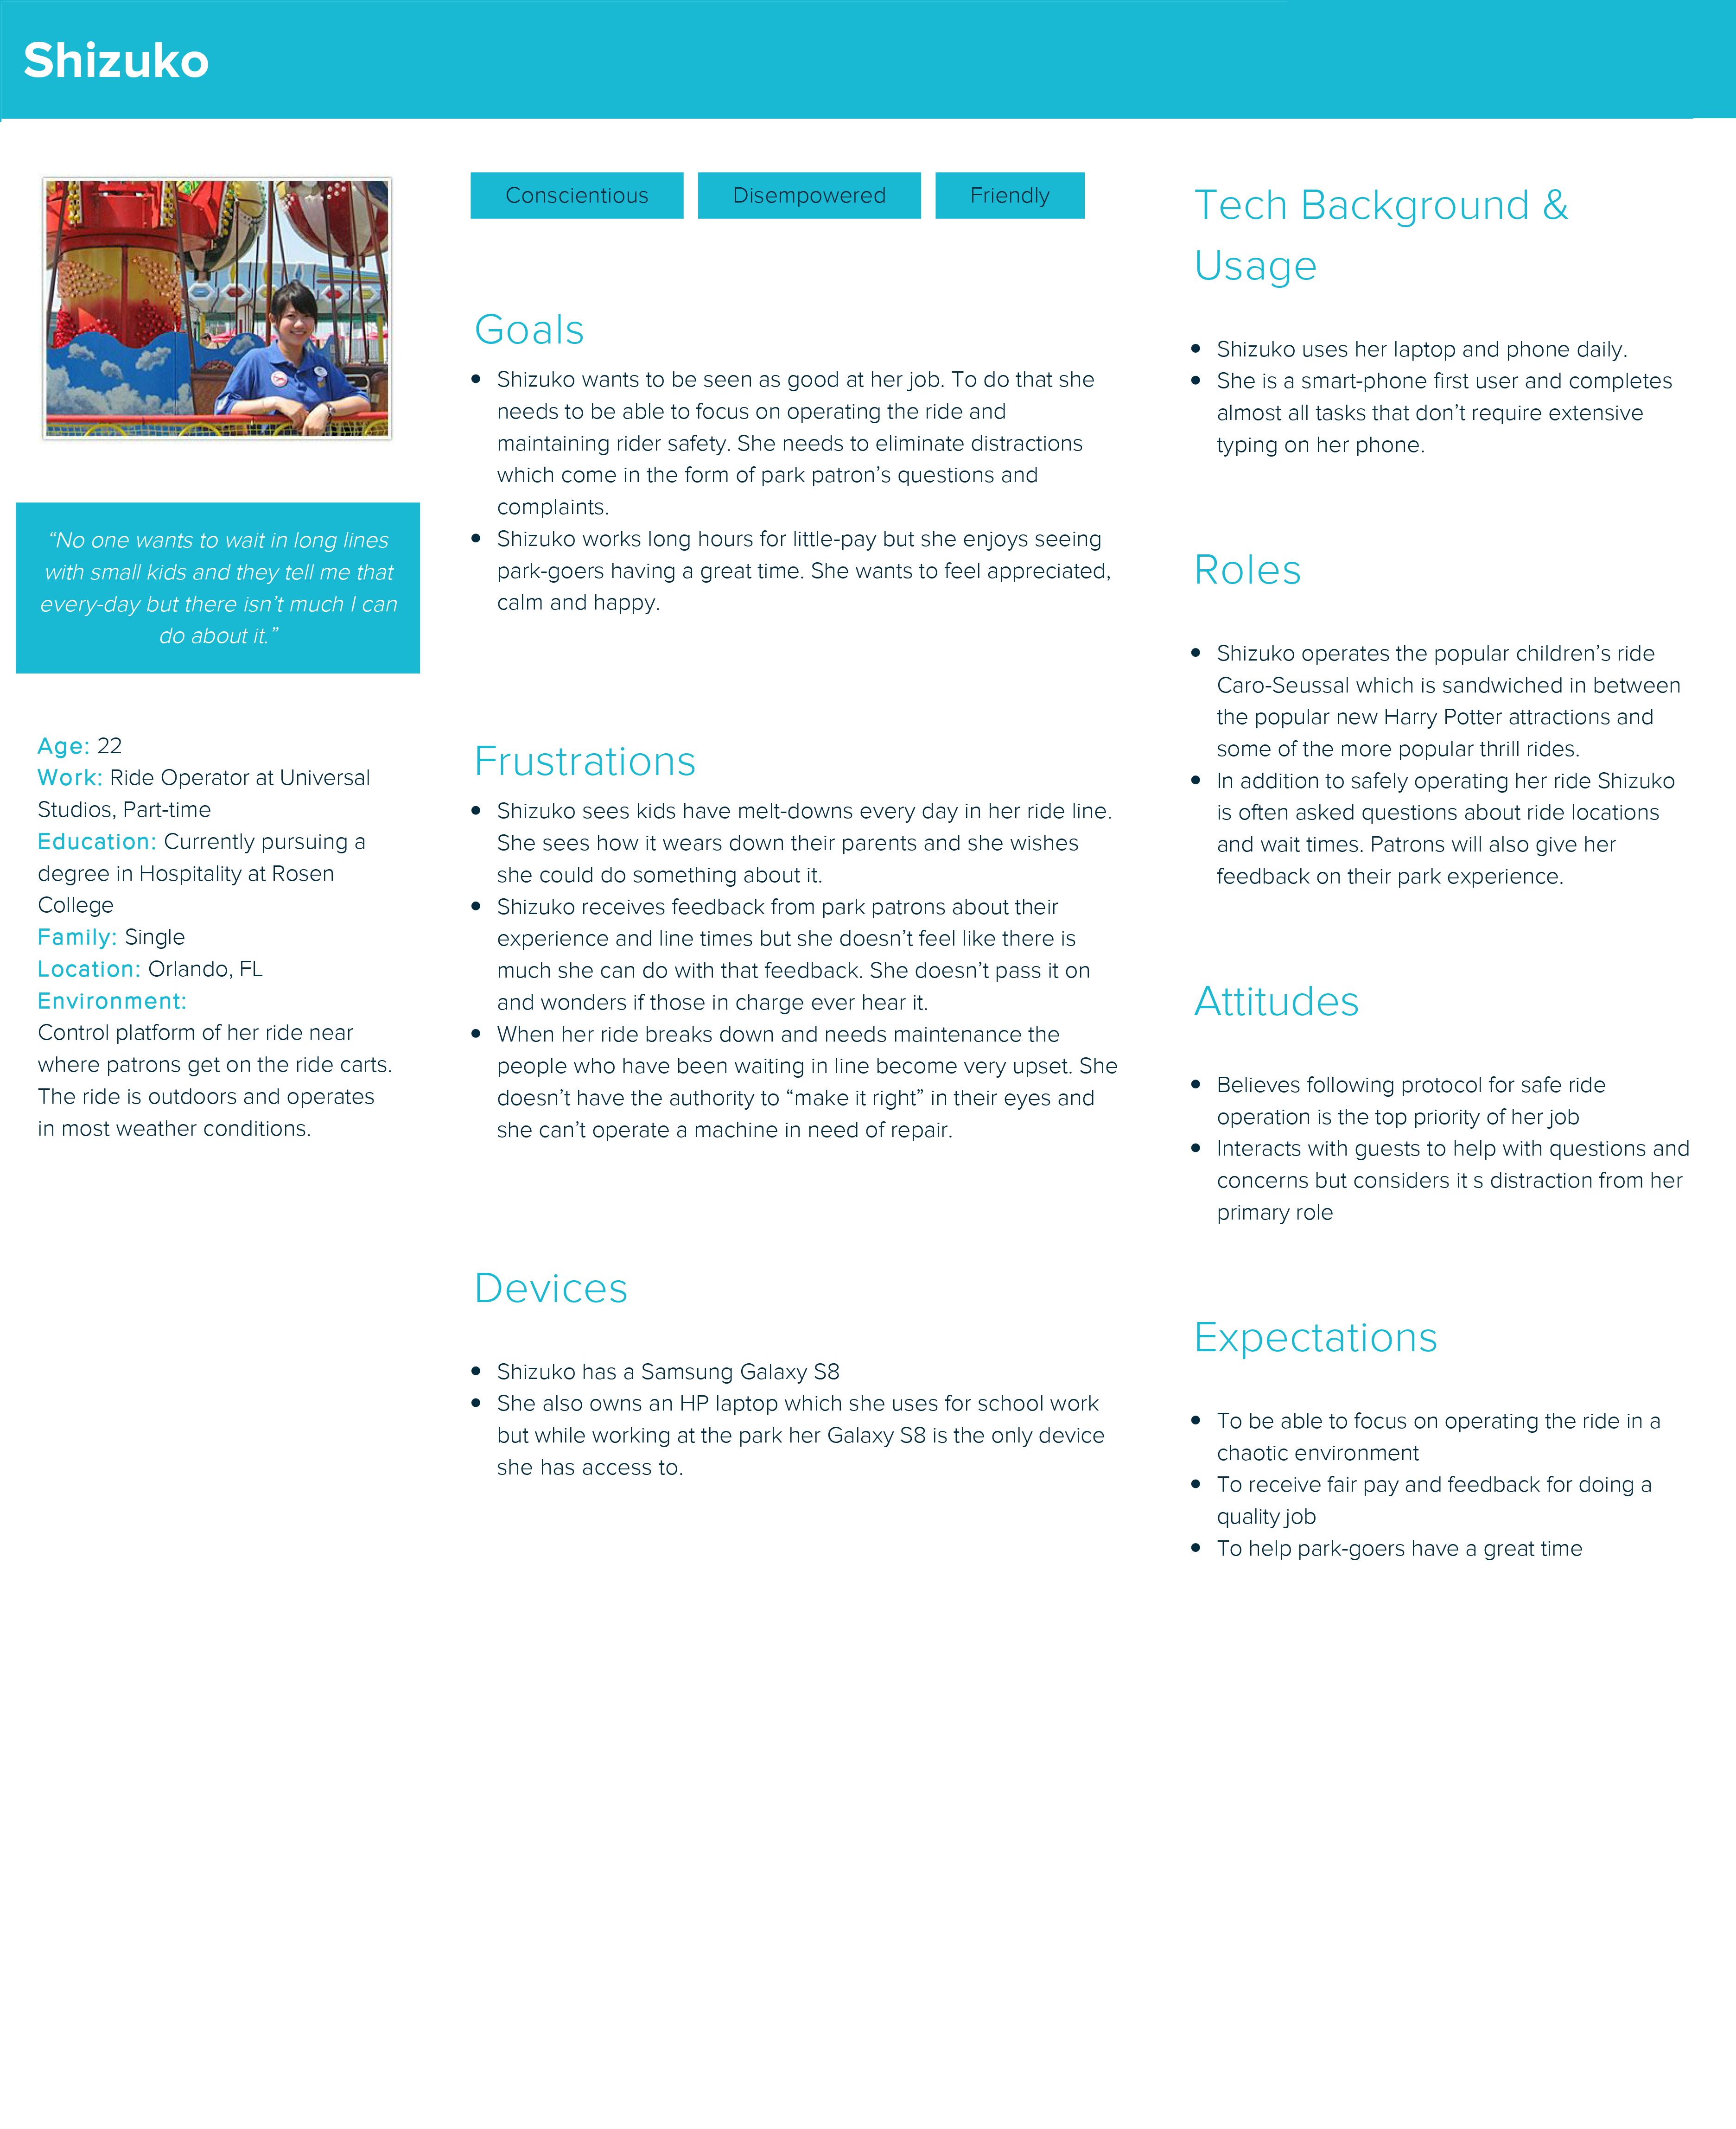 Shizuko
“No one wants to wait in long lines
with small kids and they tell me that
every-day but there isn’t much I can
do about it.”
Age: 22
Work: Ride Operator at Universal
Studios, Part-time
Education: Currently pursuing a
degree in Hospitality at Rosen
College
Family: Single
Location: Orlando, FL
Environment:
Control platform of her ride near
where patrons get on the ride carts.
The ride is outdoors and operates
in most weather conditions.
Conscientious
Disempowered
Friendly
Goals
• Shizuko wants to be seen as good at her job. To do that she
needs to be able to focus on operating the ride and
maintaining rider safety. She needs to eliminate distractions
which come in the form of park patron’s questions and
complaints.
• Shizuko works long hours for little-pay but she enjoys seeing
park-goers having a great time. She wants to feel appreciated,
calm and happy.
Frustrations
• Shizuko sees kids have melt-downs every day in her ride line.
She sees how it wears down their parents and she wishes
she could do something about it.
• Shizuko receives feedback from park patrons about their
experience and line times but she doesn’t feel like there is
much she can do with that feedback. She doesn’t pass it on
and wonders if those in charge ever hear it.
• When her ride breaks down and needs maintenance the
people who have been waiting in line become very upset. She
doesn’t have the authority to “make it right” in their eyes and
she can’t operate a machine in need of repair.
Devices
• Shizuko has a Samsung Galaxy S8
• She also owns an HP laptop which she uses for school work
but while working at the park her Galaxy S8 is the only device
she has access to.
Tech Background &
Usage
• Shizuko uses her laptop and phone daily.
• She is a smart-phone first user and completes
almost all tasks that don’t require extensive
typing on her phone.
Roles
• Shizuko operates the popular children’s ride
Caro-Seussal which is sandwiched in between
the popular new Harry Potter attractions and
some of the more popular thrill rides.
• In addition to safely operating her ride Shizuko
is often asked questions about ride locations
and wait times. Patrons will also give her
feedback on their park experience.
Attitudes
• Believes following protocol for safe ride
operation is the top priority of her job
• Interacts with guests to help with questions and
concerns but considers it s distraction from her
primary role
Expectations
• To be able to focus on operating the ride in a
chaotic environment
• To receive fair pay and feedback for doing a
quality job
• To help park-goers have a great time